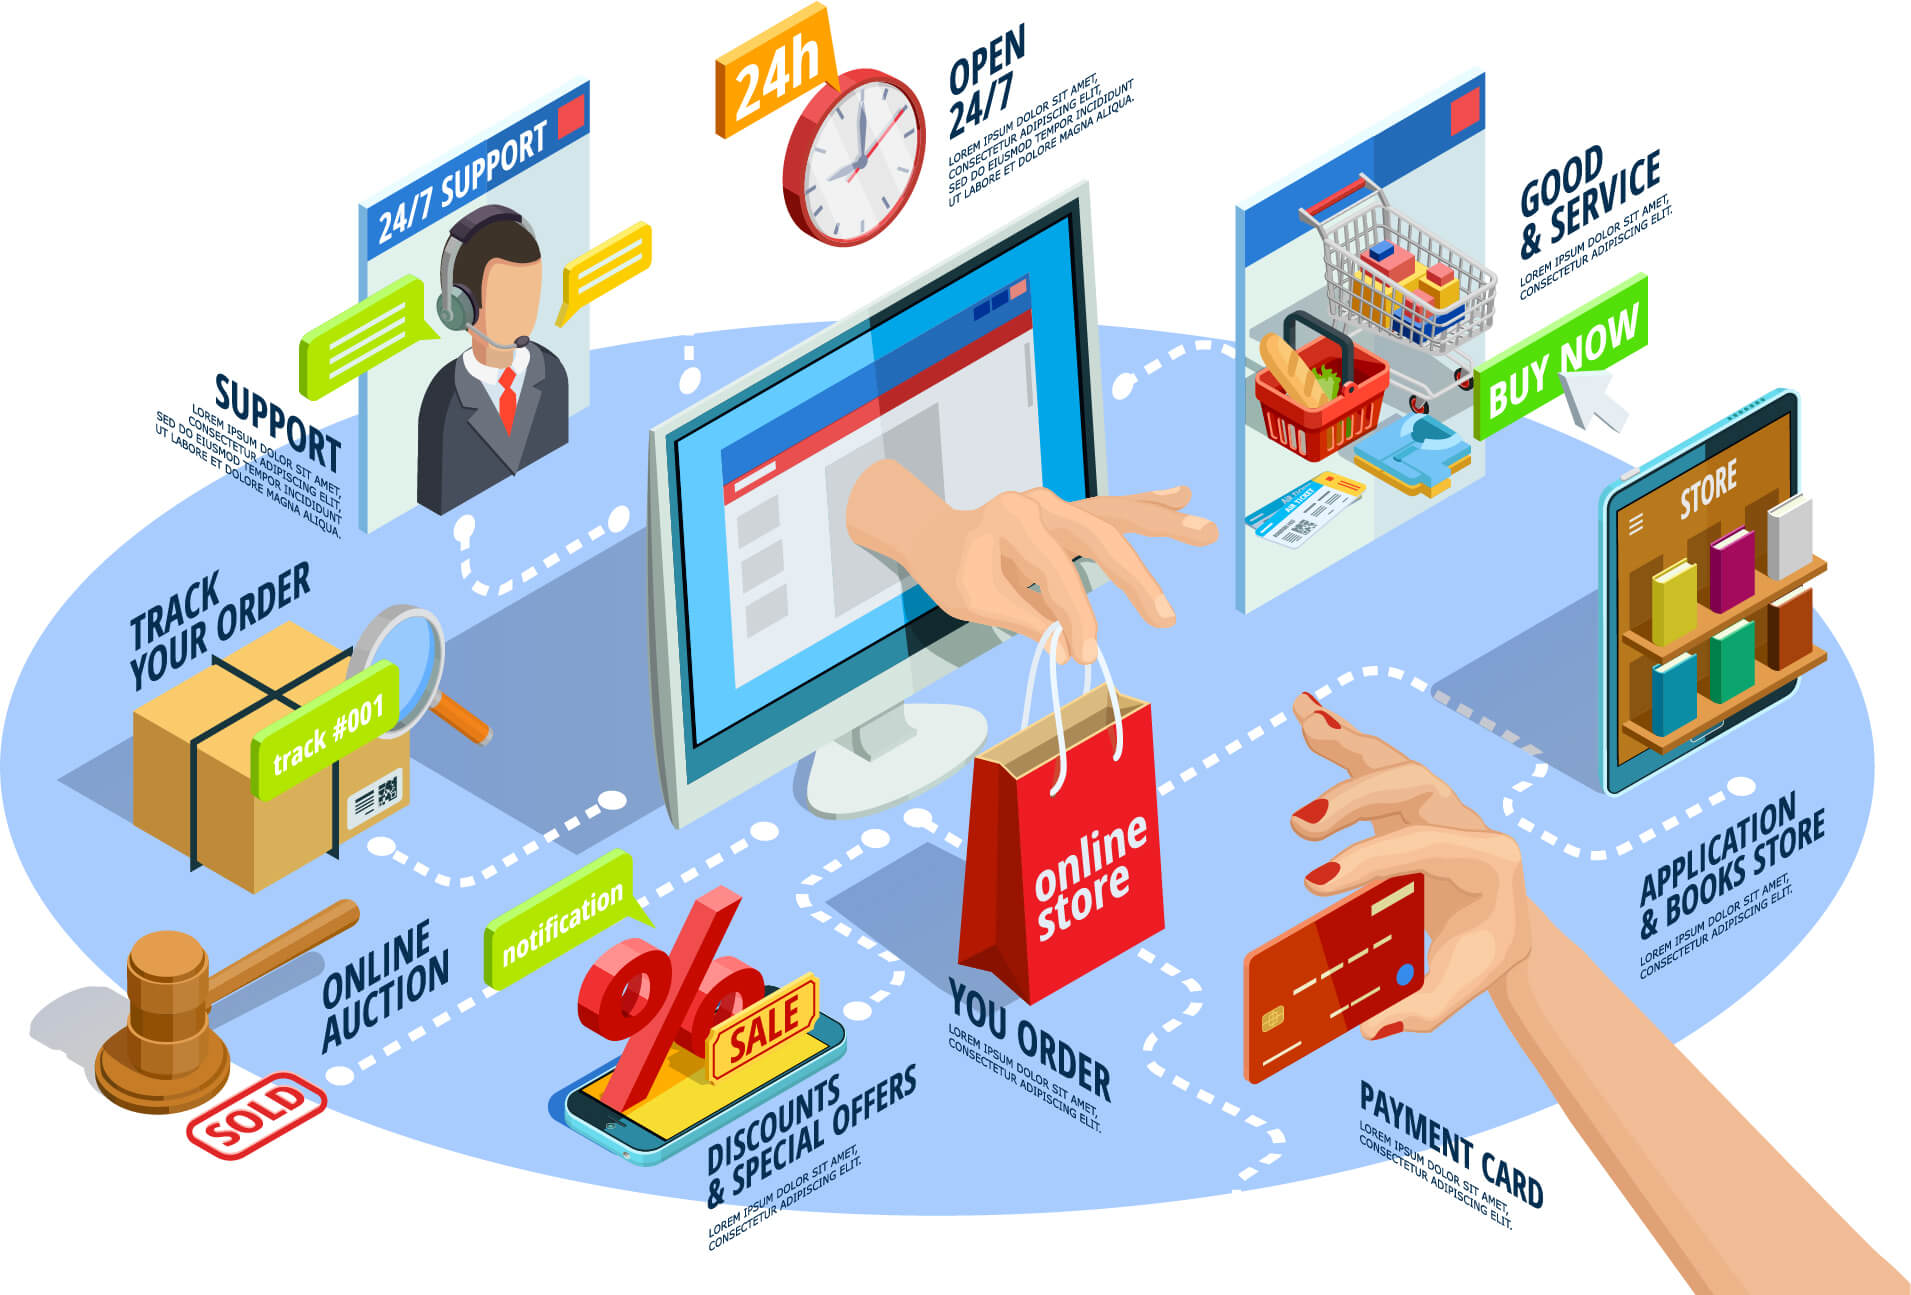 24h
OPEN
24/7
LOREM IPSUM DOLOR SIT AMET,
CONSECTETUR ADIPISCING ELIT,
SED DO EIUSMOD TEMPOR INCIDIDUNT
UT LABORE ET DOLORE MAGNA ALIQUA.
24/7 SUPPORT
SUPPORT
LOREM IPSUM DOLOR SIT AMET,
CONSECTETUR ADIPISCING ELIT,
SED DO EIUSMOD TEMPOR INCIDIDUNT
UT LABORE ET DOLORE MAGNA ALIQUA.
GOOD
& SERVICE
LOREM IPSUM DOLOR SIT AMET,
CONSECTETUR ADIPISCING ELIT.
BUY NOW
AIR TICKET
STORE
APPLICATION
& BOOKS STORE
LOREM IPSUM DOLOR SIT AMET,
CONSECTETUR ADIPISCING ELIT.
TRACK
YOUR ORDER
track #001
ONLINE
AUCTION
SOLD
notification
SALE
DISCOUNTS
& SPECIAL OFFERS
LOREM IPSUM DOLOR SIT AMET,
CONSECTETUR ADIPISCING ELIT.
online
store
YOU ORDER
LOREM IPSUM DOLOR SIT AMET,
CONSECTETUR ADIPISCING ELIT.
PAYMENT CARD
LOREM IPSUM DOLOR SIT AMET,
CONSECTETUR ADIPISCING ELIT.